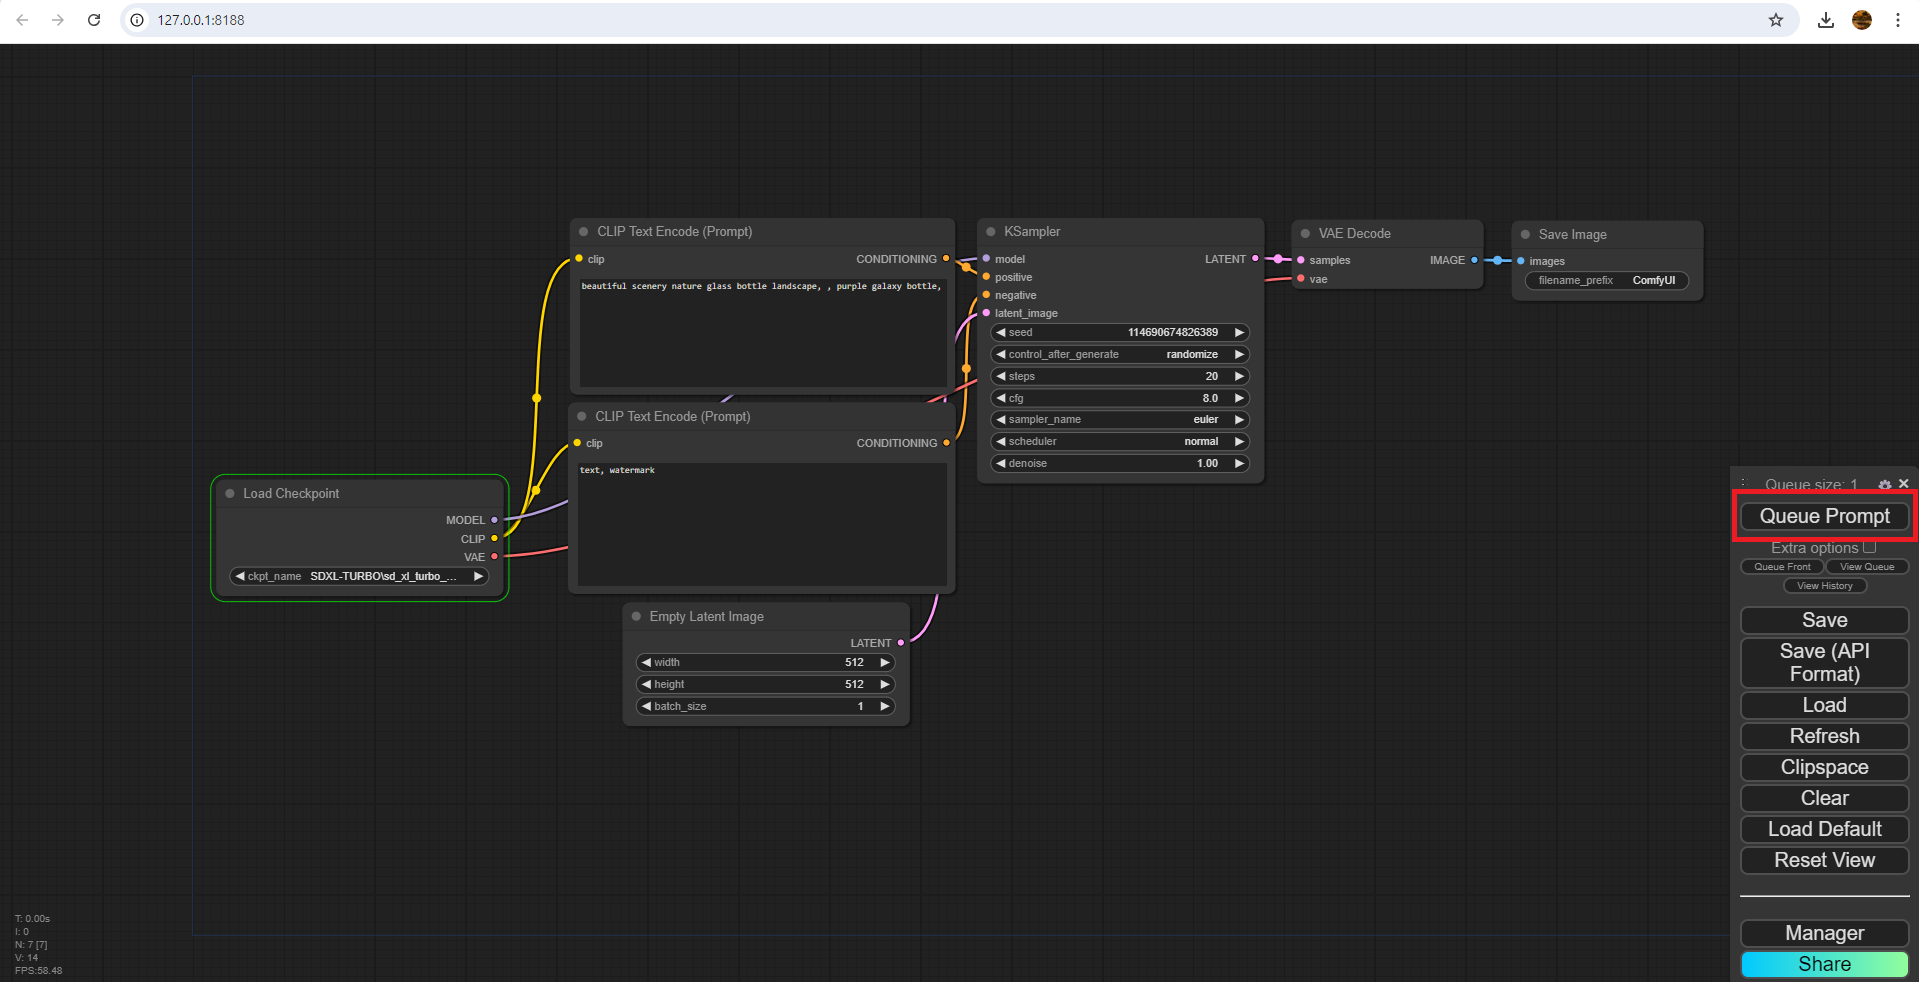 127.0.0.1:8188
CLIP Text Encode (Prompt)
clip
CONDITIONING
beautiful scenery nature glass bottle landscape, , purple galaxy bottle,
CLIP Text Encode (Prompt)
clip
CONDITIONING
text, watermark
Load Checkpoint
MODEL
CLIP
VAE
ckpt_name SDXL-TURBO\sd_xl_turbo_...
Empty Latent Image
LATENT
width 512
height 512
batch_size 1
KSampler
model
LATENT
positive
negative
latent_image
seed 114690674826389
control_after_generate randomize
steps 20
cfg 8.0
sampler_name euler
scheduler normal
denoise 1.00
VAE Decode
samples
IMAGE
vae
Save Image
images
filename_prefix ComfyUI
Queue size: 1
Queue Prompt
Extra options
Queue Front
View Queue
View History
Save
Save (API
Format)
Load
Refresh
Clipspace
Clear
Load Default
Reset View
Manager
Share
T: 0.00s
I: 0
N: 7 [7]
V: 14
FPS:58.48